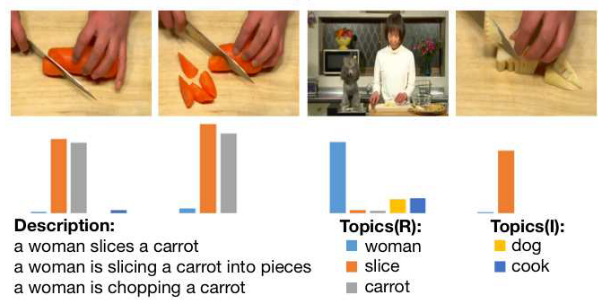 Description:
a woman slices a carrot
a woman is slicing a carrot into pieces
a woman is chopping a carrot
Topics(R):
woman
slice
carrot
Topics(I):
dog
cook